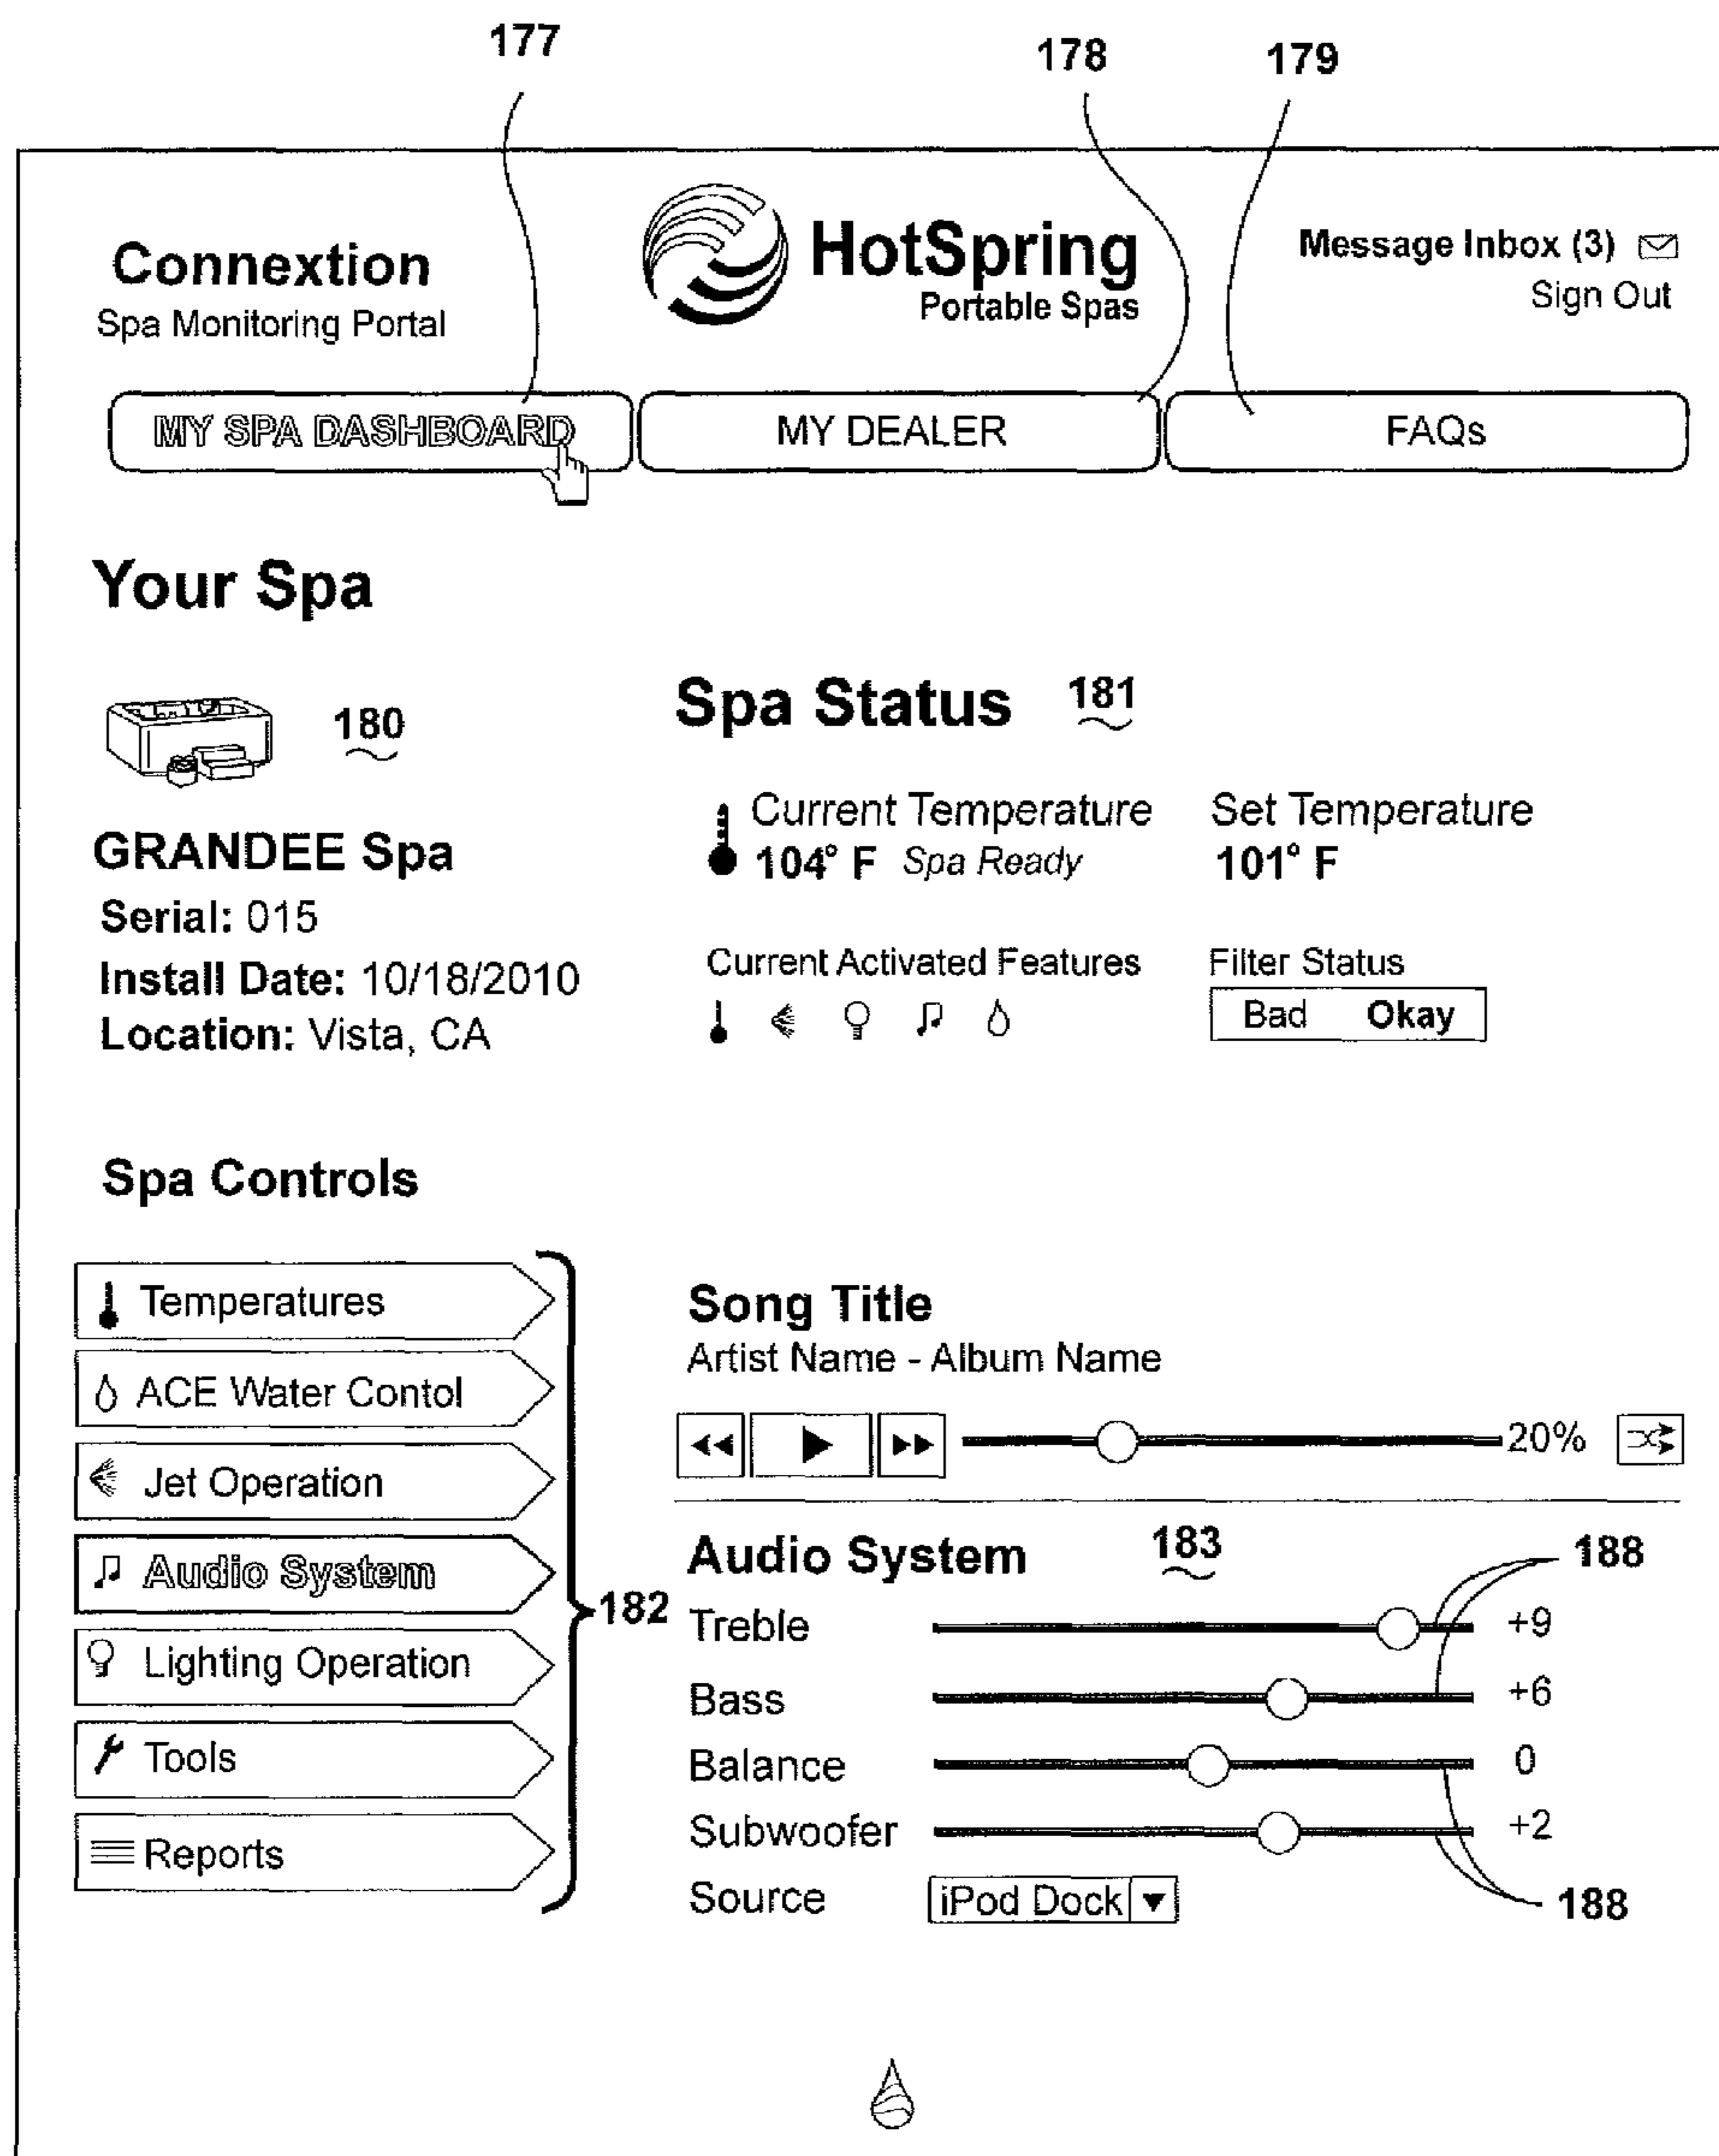 177
178
179
Connextion
Spa Monitoring Portal
HotSpring
Portable Spas
Message Inbox (3)
Sign Out
MY SPA DASHBOARD
MY DEALER
FAQs
Your Spa
180
GRANDEE Spa
Serial: 015
Install Date: 10/18/2010
Location: Vista, CA
Spa Status 181
Current Temperature
104° F Spa Ready
Set Temperature
101° F
Current Activated Features
Filter Status
Bad Okay
Spa Controls
Temperatures
ACE Water Contol
Jet Operation
Audio System
Lighting Operation
Tools
Reports
182
Song Title
Artist Name - Album Name
20%
Audio System 183
188
Treble +9
Bass +6
Balance 0
Subwoofer +2
Source iPod Dock
188